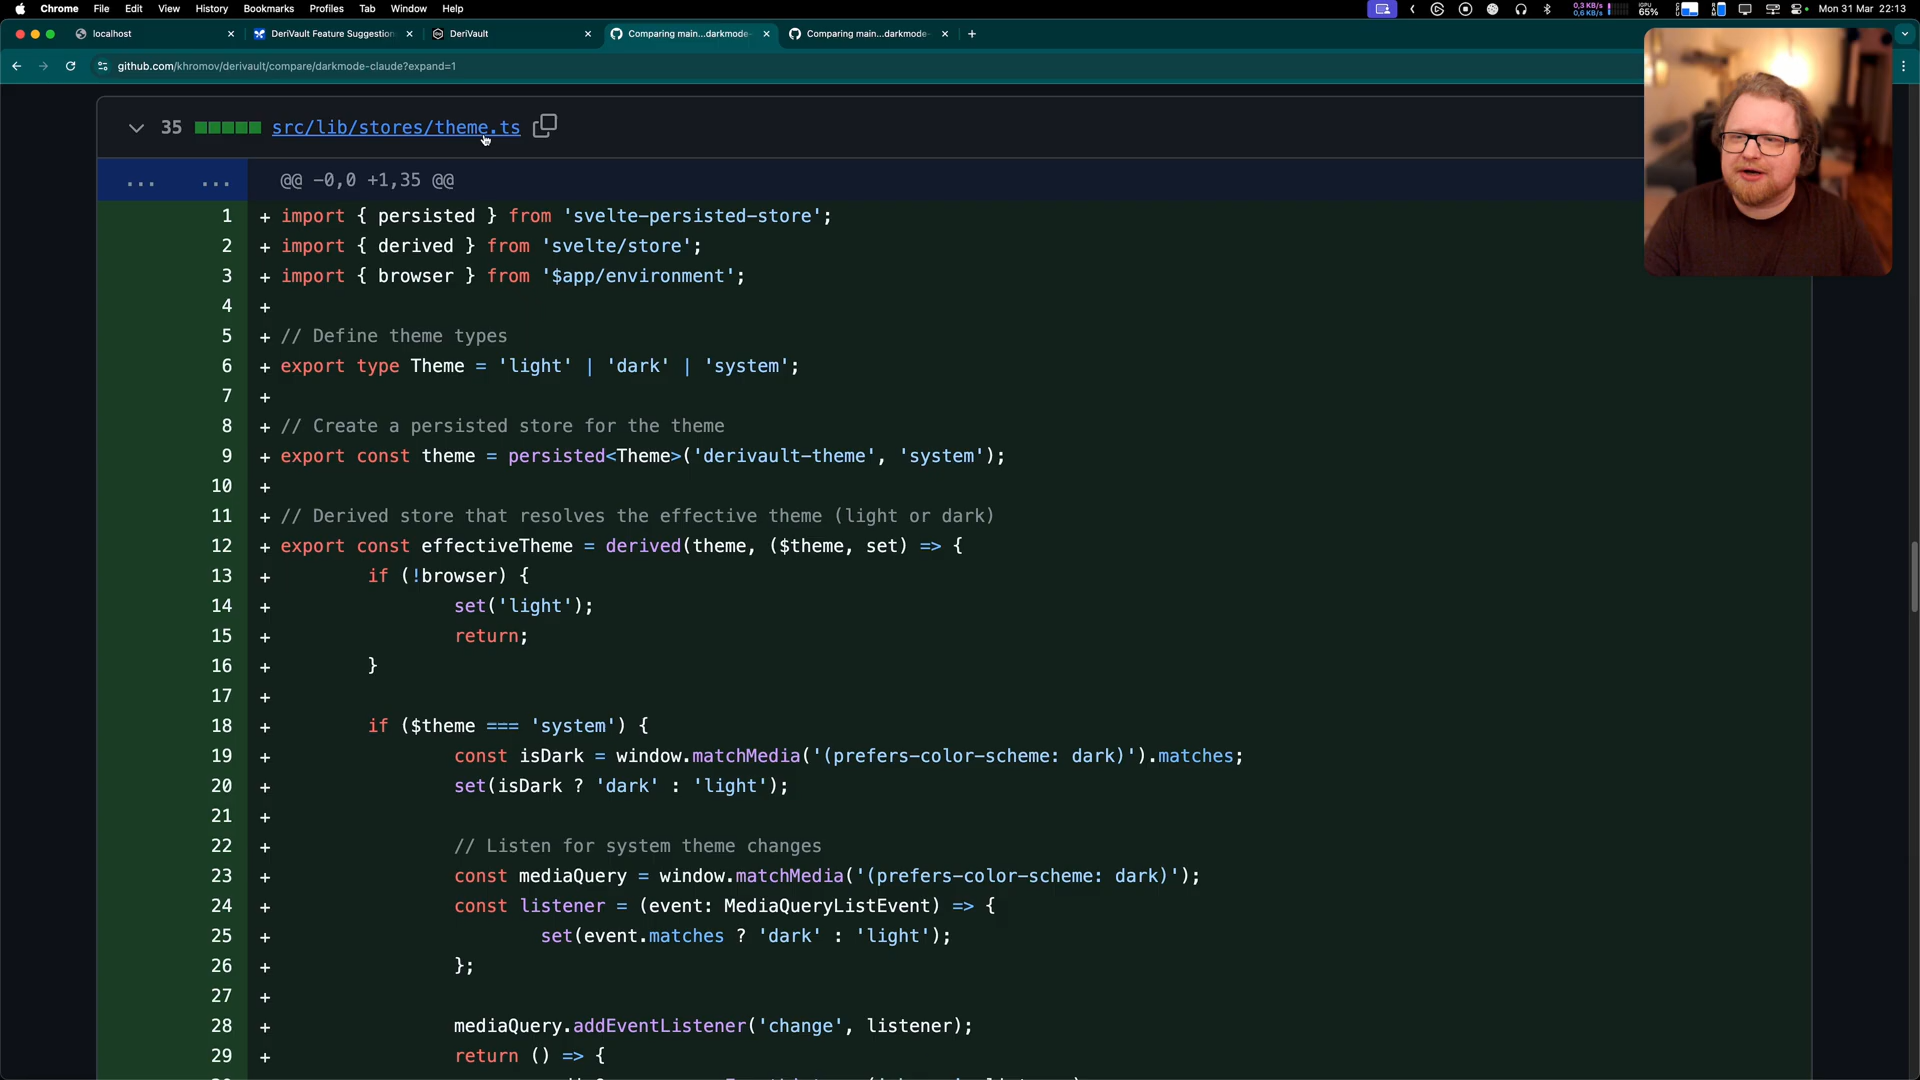 Chrome File Edit View History Bookmarks Profiles Tab Window Help
0,3 KB/s
0,6 KB/s
GPU
65%
Mon 31 Mar 22:13
localhost
DeriVault Feature Suggestion
DeriVault
Comparing main...darkmode-
Comparing main...darkmode-
github.com/khromov/derivault/compare/darkmode-claude?expand=1
35 src/lib/stores/theme.ts
... ... @@ -0,0 +1,35 @@
1 + import { persisted } from 'svelte-persisted-store';
2 + import { derived } from 'svelte/store';
3 + import { browser } from '$app/environment';
4 +
5 + // Define theme types
6 + export type Theme = 'light' | 'dark' | 'system';
7 +
8 + // Create a persisted store for the theme
9 + export const theme = persisted<Theme>('derivault-theme', 'system');
10 +
11 + // Derived store that resolves the effective theme (light or dark)
12 + export const effectiveTheme = derived(theme, ($theme, set) => {
13 + if (!browser) {
14 + set('light');
15 + return;
16 + }
17 +
18 + if ($theme === 'system') {
19 + const isDark = window.matchMedia('(prefers-color-scheme: dark)').matches;
20 + set(isDark ? 'dark' : 'light');
21 +
22 + // Listen for system theme changes
23 + const mediaQuery = window.matchMedia('(prefers-color-scheme: dark)');
24 + const listener = (event: MediaQueryListEvent) => {
25 + set(event.matches ? 'dark' : 'light');
26 + };
27 +
28 + mediaQuery.addEventListener('change', listener);
29 + return () => {